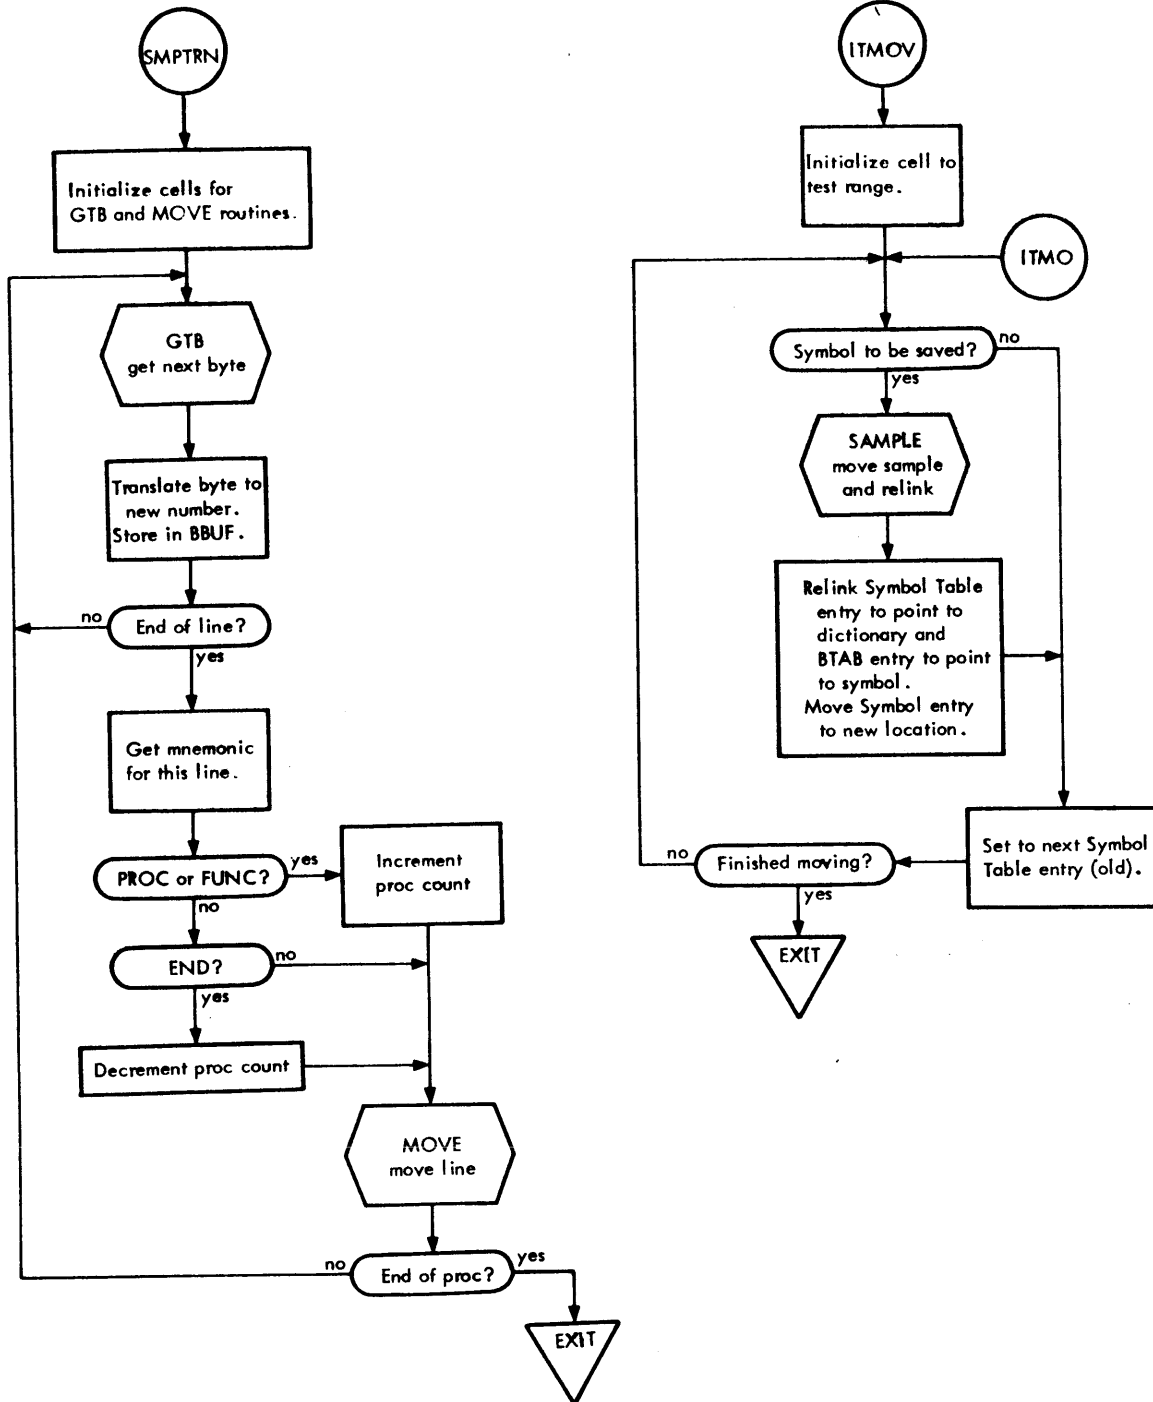 SMPTRN
Initialize cells for
GTB and MOVE routines.
GTB
get next byte
Translate byte to
new number.
Store in BBUF.
End of line?
no
yes
Get mnemonic
for this line.
PROC or FUNC?
yes
no
Increment
proc count
END?
no
yes
Decrement proc count
MOVE
move line
End of proc?
no
yes
EXIT
ITMOV
Initialize cell to
test range.
ITMO
Symbol to be saved?
no
yes
SAMPLE
move sample
and relink
Relink Symbol Table
entry to point to
dictionary and
BTAB entry to point
to symbol.
Move Symbol entry
to new location.
Set to next Symbol
Table entry (old).
Finished moving?
no
yes
EXIT